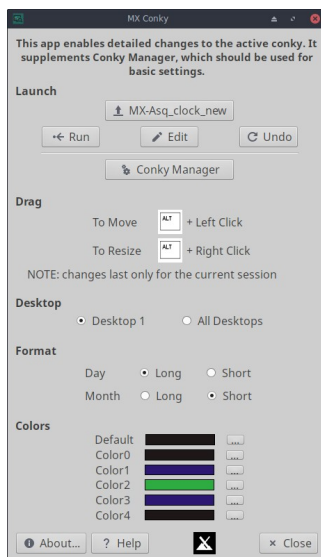 MX Conky
This app enables detailed changes to the active conky. It
supplements Conky Manager, which should be used for
basic settings.
Launch
MX-Asq_clock_new
Run Edit Undo
Conky Manager
Drag
To Move ALT + Left Click
To Resize ALT + Right Click
NOTE: changes last only for the current session
Desktop
Desktop 1 All Desktops
Format
Day Long Short
Month Long Short
Colors
Default ...
Color0 ...
Color1 ...
Color2 ...
Color3 ...
Color4 ...
About... ? Help Close